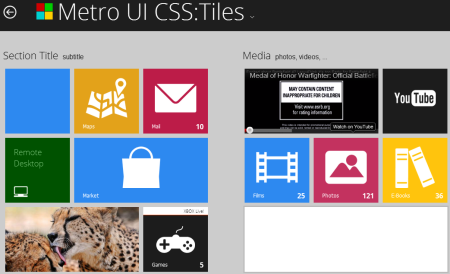 Metro UI CSS:Tiles
Section Title subtitle
Maps
Mail 10
Remote
Desktop
Market
XBOX Live!
Games 5
Media photos, videos, ...
Medal of Honor Warfighter: Official Battlef
MAY CONTAIN CONTENT
INAPPROPRIATE FOR CHILDREN
Visit www.esrb.org
for rating information
Watch on YouTube
YouTube
Films 25
Photos 121
E-Books 36